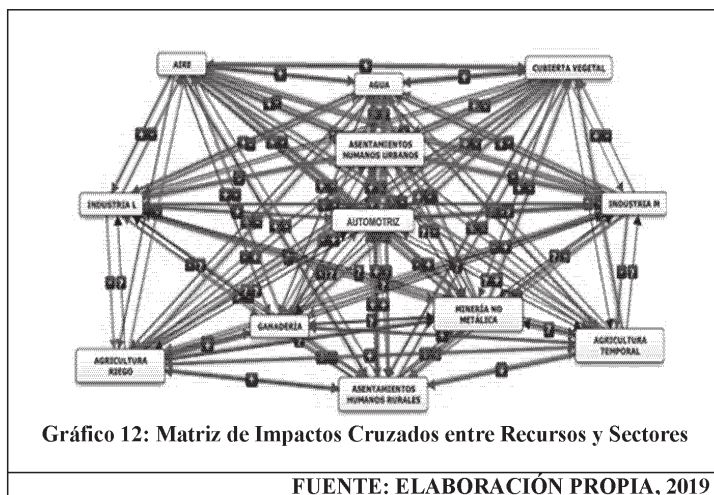 AIRE
CUBIERTA VEGETAL
AGUA
ASENTAMIENTOS
HUMANOS URBANOS
INDUSTRIA L
INDUSTRIA M
AUTOMOTRIZ
MINERÍA NO
METÁLICA
GANADERÍA
AGRICULTURA
TEMPORAL
AGRICULTURA
RIEGO
ASENTAMIENTOS
HUMANOS RURALES
Gráfico 12: Matriz de Impactos Cruzados entre Recursos y Sectores
FUENTE: ELABORACIÓN PROPIA, 2019